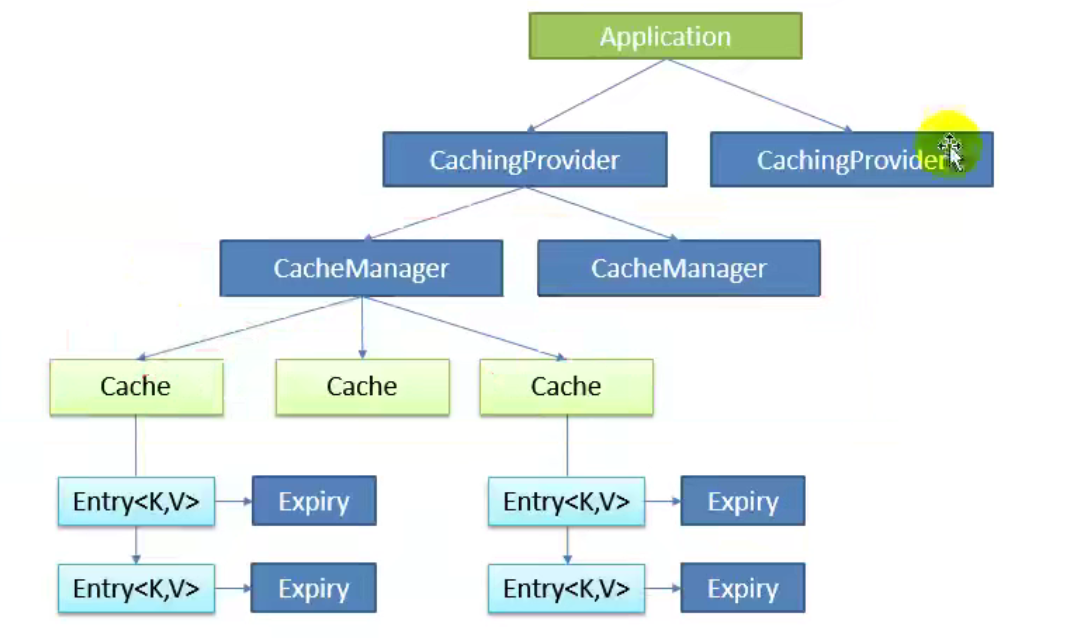 Application
CachingProvider
CachingProvider
CacheManager
CacheManager
Cache
Cache
Cache
Entry<K,V>
Expiry
Entry<K,V>
Expiry
Entry<K,V>
Expiry
Entry<K,V>
Expiry